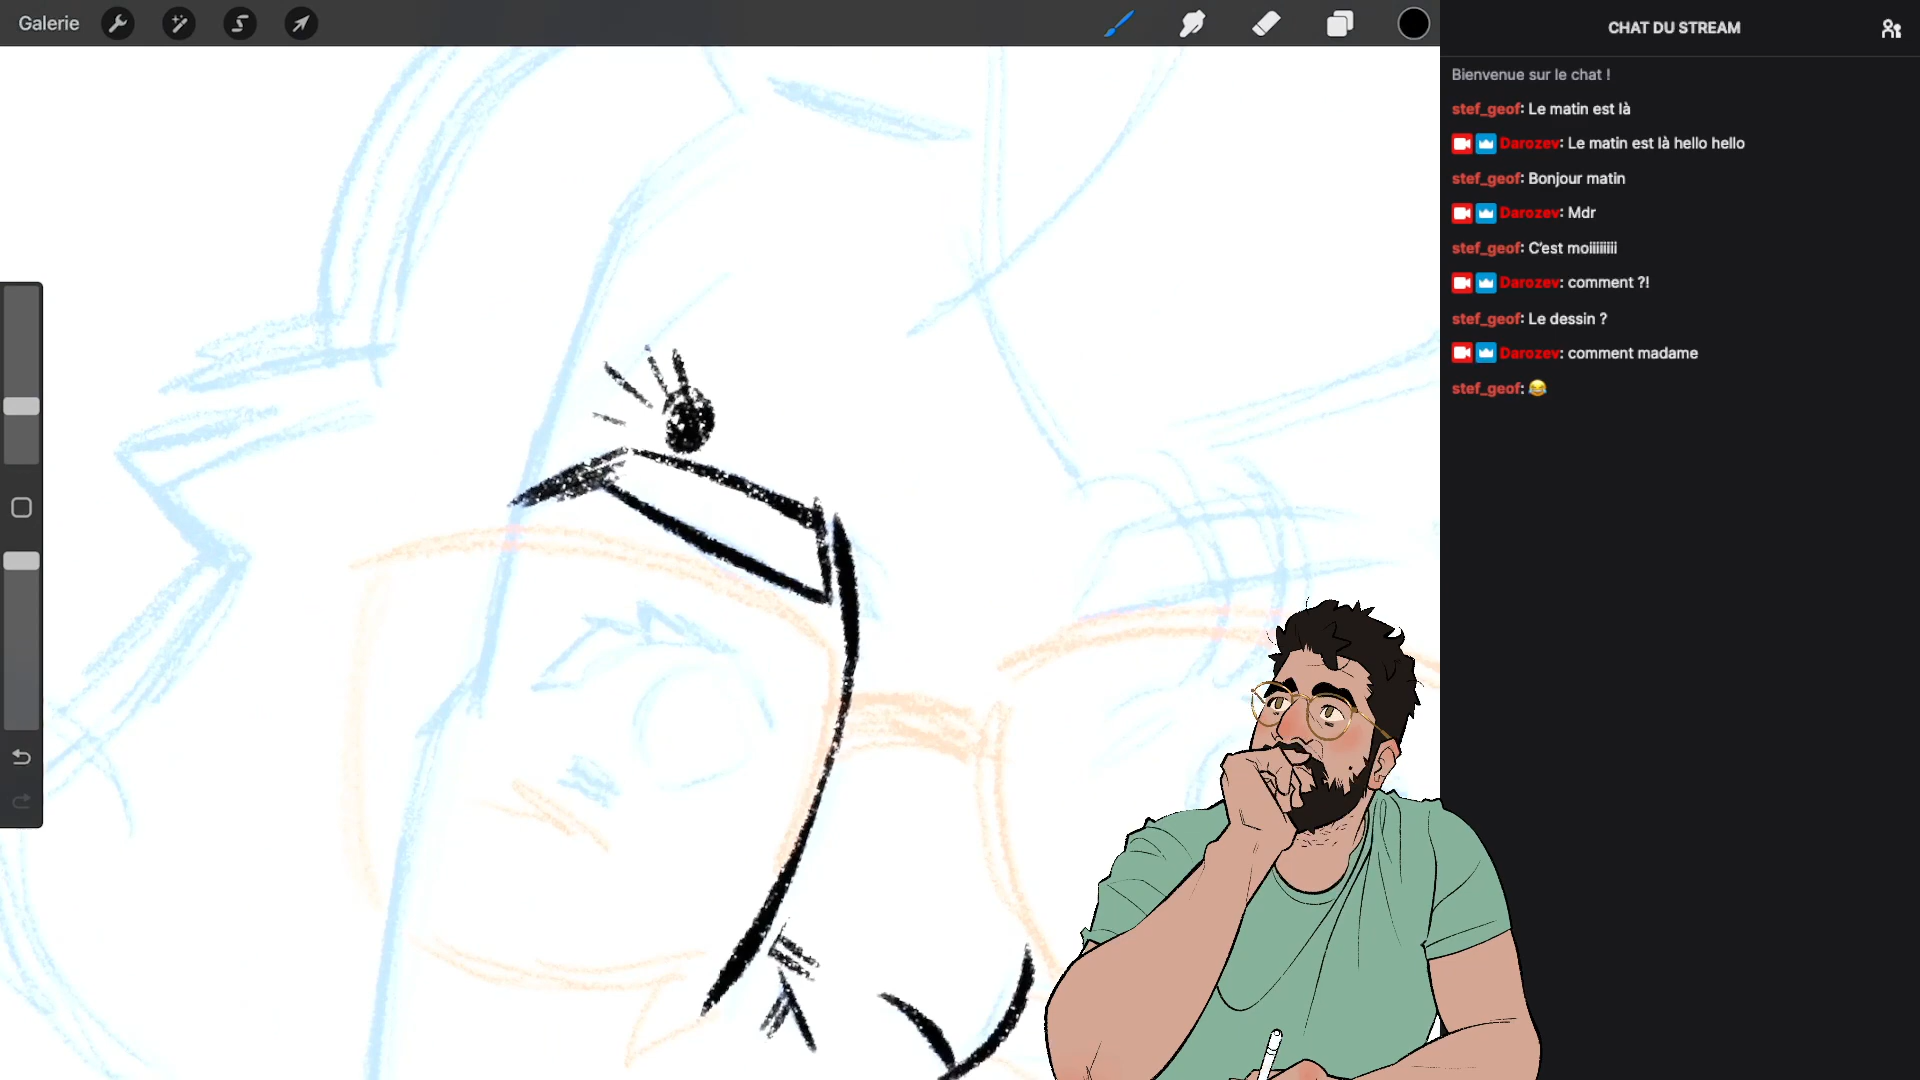 Galerie
CHAT DU STREAM
Bienvenue sur le chat !
stef_geof: Le matin est là
Darozev: Le matin est là hello hello
stef_geof: Bonjour matin
Darozev: Mdr
stef_geof: C'est moiiiiiiiii
Darozev: comment ?!
stef_geof: Le dessin ?
Darozev: comment madame
stef_geof: 😂